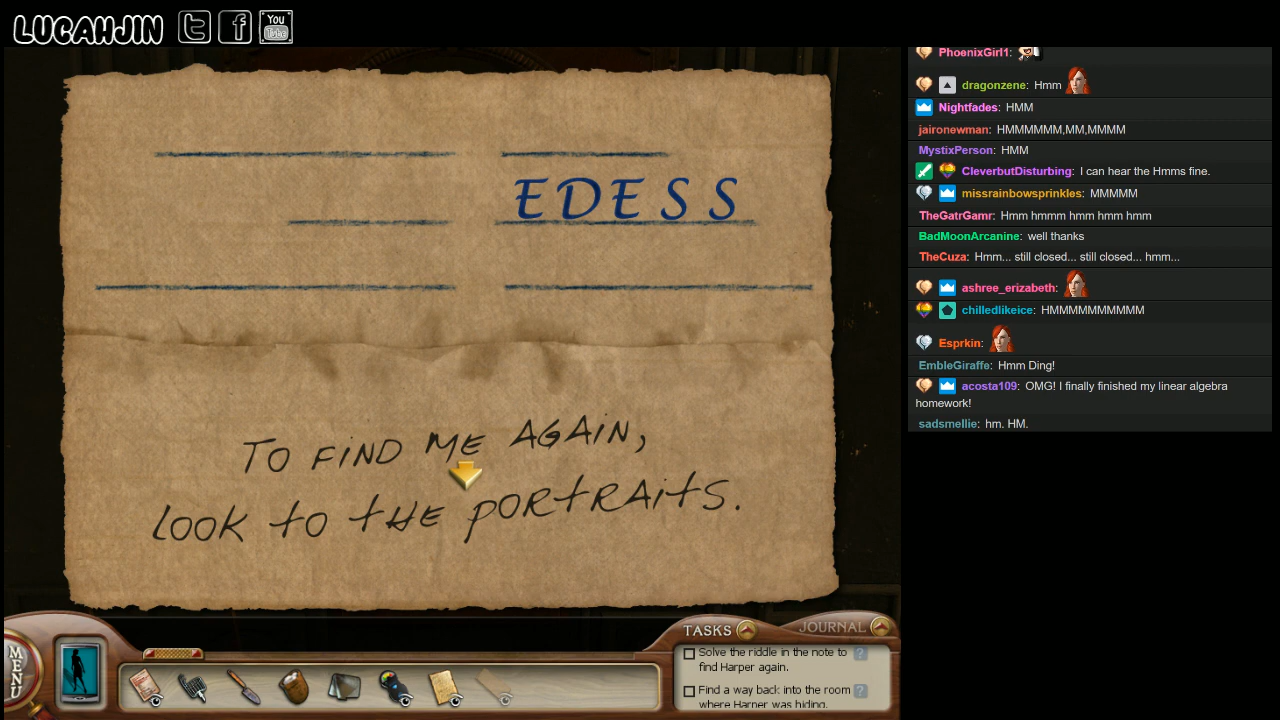 LUCAHJIN
You
Tube
EDESS
TO FIND ME AGAIN,
LOOK TO THE PORTRAITS.
MENU
TASKS
JOURNAL
Solve the riddle in the note to ?
find Harper again.
Find a way back into the room ?
where Harper was hiding.
PhoenixGirl1:
dragonzene: Hmm
Nightfades: HMM
jaironewman: HMMMMMM,MM,MMMM
MystixPerson: HMM
CleverbutDisturbing: I can hear the Hmms fine.
missrainbowsprinkles: MMMMM
TheGatrGamr: Hmm hmmm hmm hmm hmm
BadMoonArcanine: well thanks
TheCuza: Hmm... still closed... still closed... hmm...
ashree_erizabeth:
chilledlikeice: HMMMMMMMMMM
Esprkin:
EmbleGiraffe: Hmm Ding!
acosta109: OMG! I finally finished my linear algebra
homework!
sadsmellie: hm. HM.